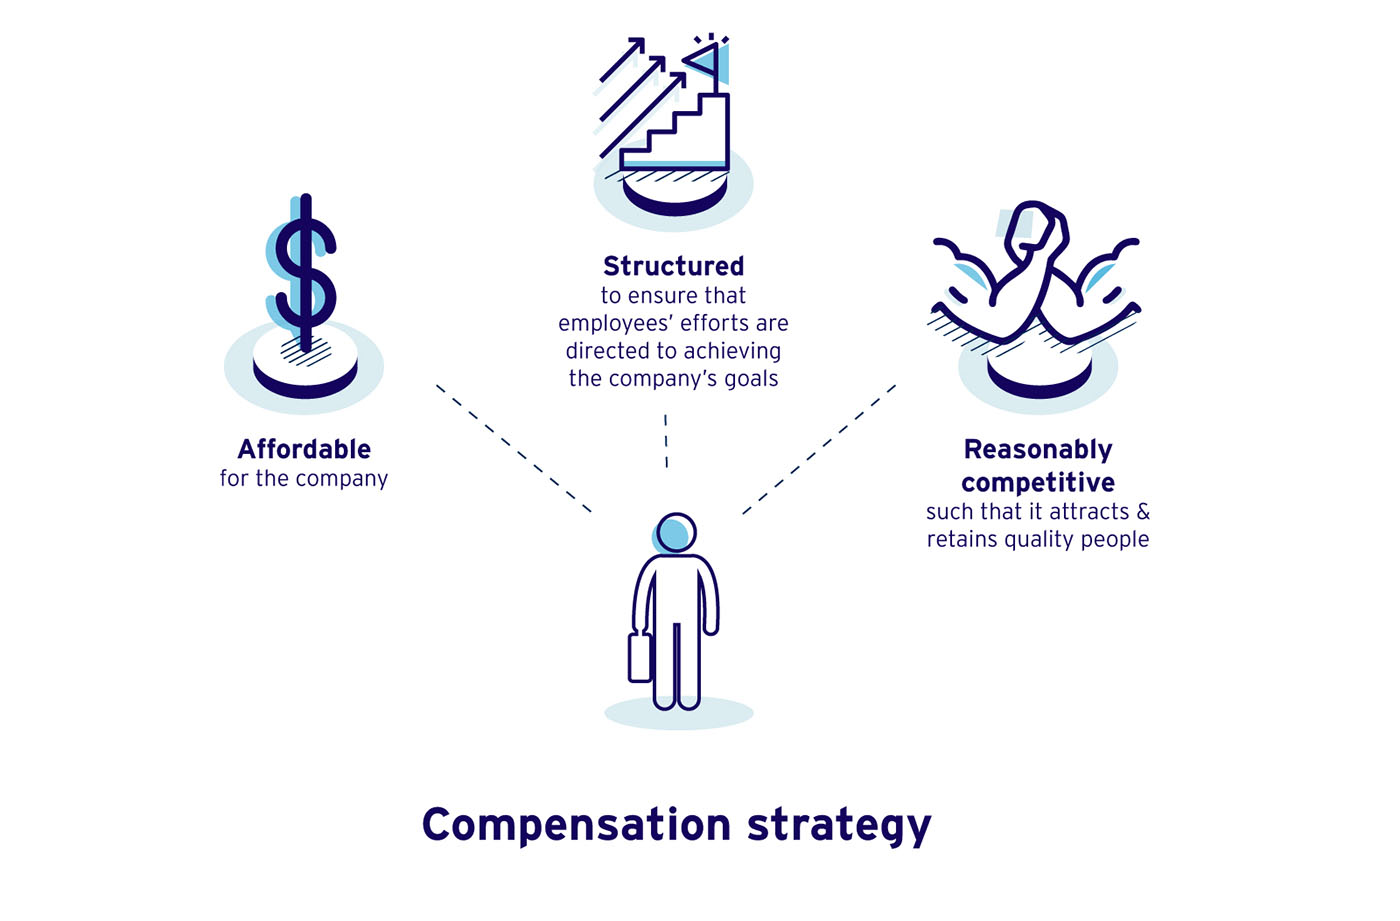 Structured
to ensure that
employees’ efforts are
directed to achieving
the company’s goals
Affordable
for the company
Reasonably
competitive
such that it attracts &
retains quality people
Compensation strategy